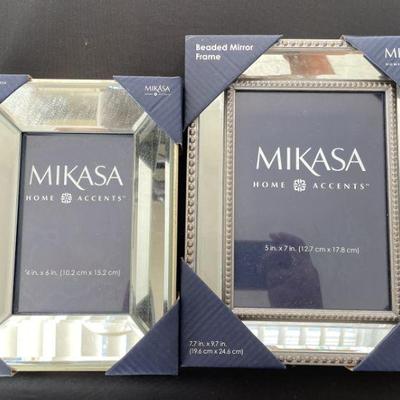 MIKASA
MIKASA
HOME ACCENTS™
4 in. x 6 in. (10.2 cm x 15.2 cm)
Beaded Mirror
Frame
MIKASA
HOME ACCENTS™
5 in. x 7 in. (12.7 cm x 17.8 cm)
7.7 in. x 9.7 in.
(19.6 cm x 24.6 cm)